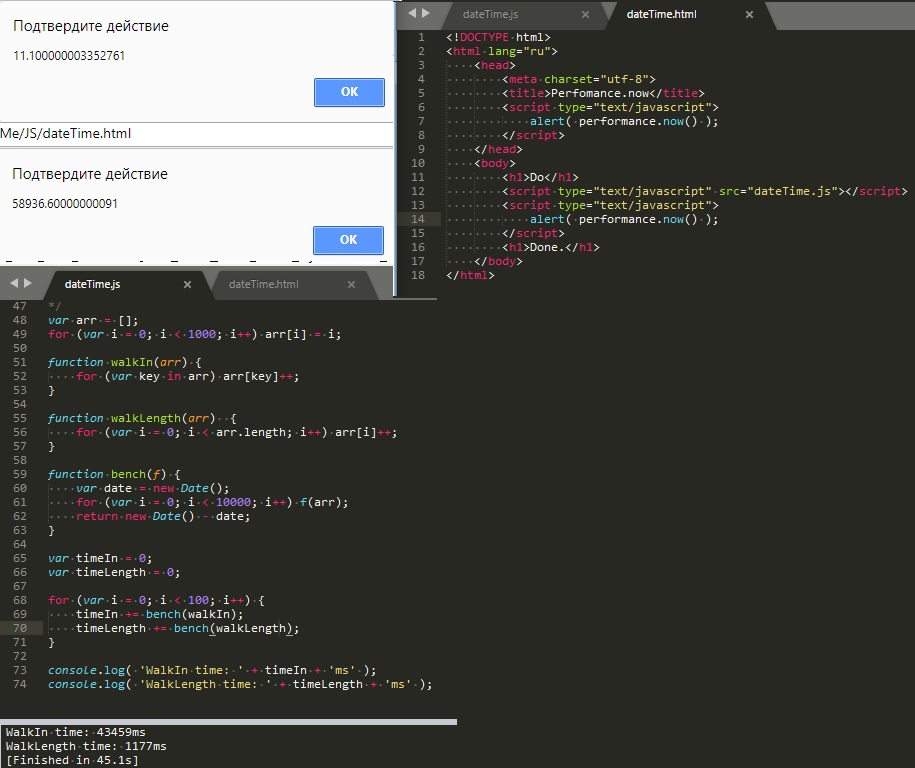 Подтвердите действие
11.100000003352761
OK
Me/JS/dateTime.html
Подтвердите действие
58936.60000000091
OK
dateTime.js × dateTime.html ×
1 <!DOCTYPE html>
2 <html lang="ru">
3 <head>
4 <meta charset="utf-8">
5 <title>Perfomance.now</title>
6 <script type="text/javascript">
7 alert( performance.now() );
8 </script>
9 </head>
10 <body>
11 <h1>Do</h1>
12 <script type="text/javascript" src="dateTime.js"></script>
13 <script type="text/javascript">
14 alert( performance.now() );
15 </script>
16 <h1>Done.</h1>
17 </body>
18 </html>
dateTime.js × dateTime.html ×
47 */
48 var arr = [];
49 for (var i = 0; i < 1000; i++) arr[i] = i;
50
51 function walkIn(arr) {
52 for (var key in arr) arr[key]++;
53 }
54
55 function walkLength(arr) {
56 for (var i = 0; i < arr.length; i++) arr[i]++;
57 }
58
59 function bench(f) {
60 var date = new Date();
61 for (var i = 0; i < 10000; i++) f(arr);
62 return new Date() - date;
63 }
64
65 var timeIn = 0;
66 var timeLength = 0;
67
68 for (var i = 0; i < 100; i++) {
69 timeIn += bench(walkIn);
70 timeLength += bench(walkLength);
71 }
72
73 console.log( 'WalkIn time: ' + timeIn + 'ms' );
74 console.log( 'WalkLength time: ' + timeLength + 'ms' );
WalkIn time: 43459ms
WalkLength time: 1177ms
[Finished in 45.1s]